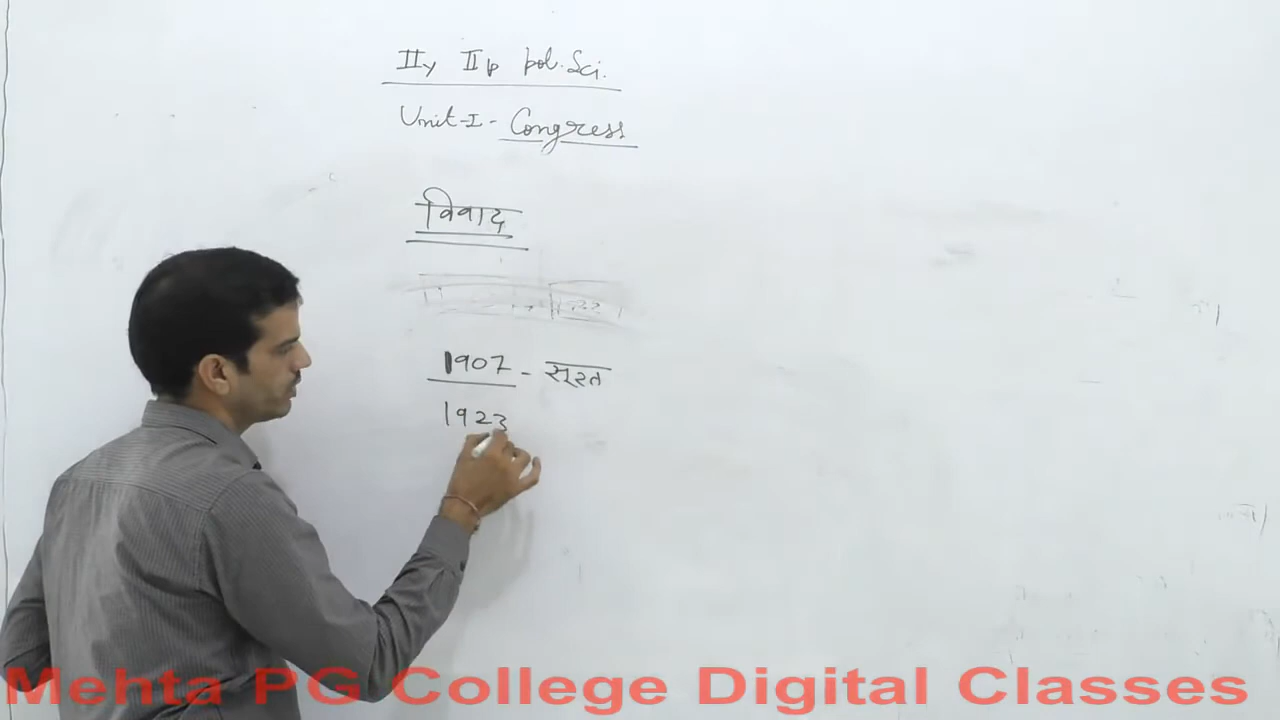 IIy IIp pol. Sci.
Unit-I- Congress
विवाद
1907 - सूरत
1923
Mehta PG College Digital Classes